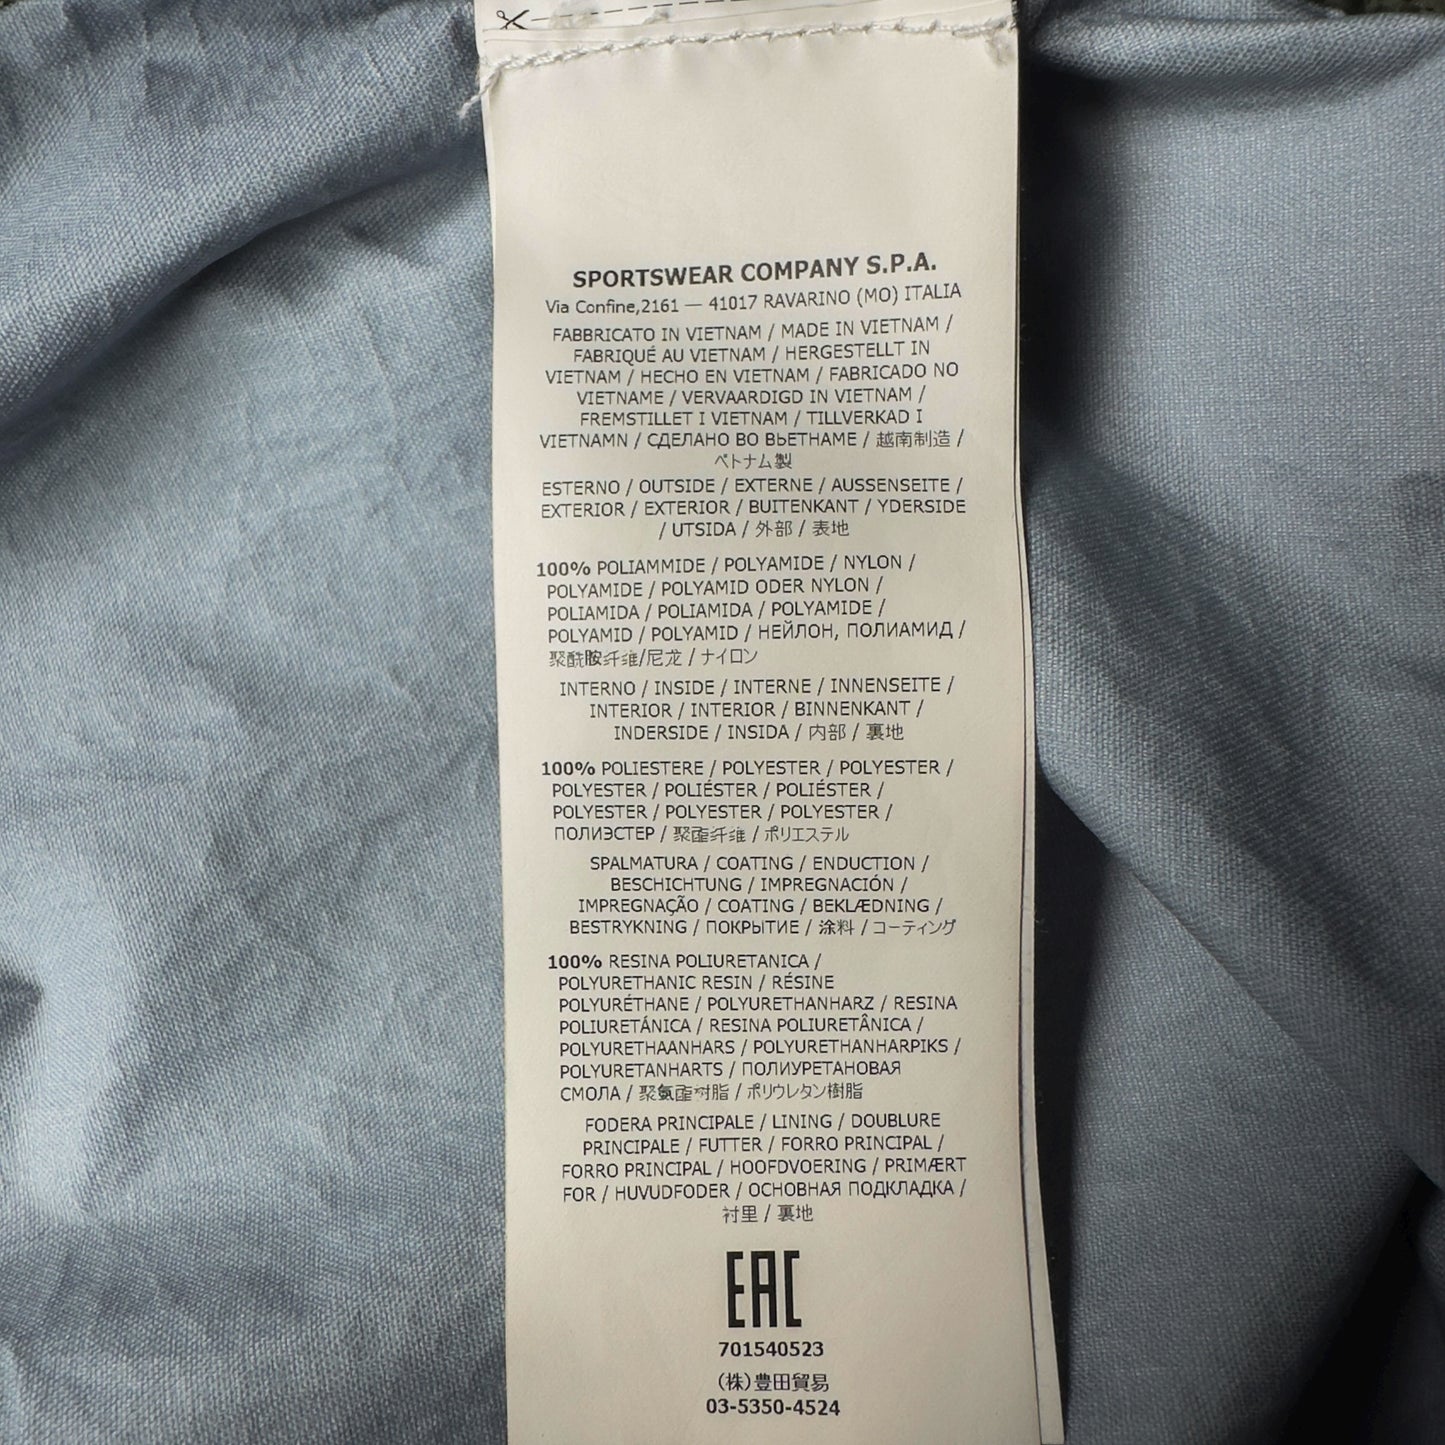 SPORTSWEAR COMPANY S.P.A.
Via Confine,2161 — 41017 RAVARINO (MO) ITALIA
FABBRICATO IN VIETNAM / MADE IN VIETNAM /
FABRIQUÉ AU VIETNAM / HERGESTELLT IN
VIETNAM / HECHO EN VIETNAM / FABRICADO NO
VIETNAME / VERVAARDIGD IN VIETNAM /
FREMSTILLET I VIETNAM / TILLVERKAD I
VIETNAMN / СДЕЛАНО ВО ВЬЕТНАМЕ / 越南制造 /
ベトナム製
ESTERNO / OUTSIDE / EXTERNE / AUSSENSEITE /
EXTERIOR / EXTERIOR / BUITENKANT / YDERSIDE
/ UTSIDA / 外部 / 表地
100% POLIAMMIDE / POLYAMIDE / NYLON /
POLYAMIDE / POLYAMID ODER NYLON /
POLIAMIDA / POLIAMIDA / POLYAMIDE /
POLYAMID / POLYAMID / НЕЙЛОН, ПОЛИАМИД /
聚酰胺纤维/尼龙 / ナイロン
INTERNO / INSIDE / INTERNE / INNENSEITE /
INTERIOR / INTERIOR / BINNENKANT /
INDERSIDE / INSIDA / 内部 / 裏地
100% POLIESTERE / POLYESTER / POLYESTER /
POLYESTER / POLIÉSTER / POLIÉSTER /
POLYESTER / POLYESTER / POLYESTER /
ПОЛИЭСТЕР / 聚酯纤维 / ポリエステル
SPALMATURA / COATING / ENDUCTION /
BESCHICHTUNG / IMPREGNACIÓN /
IMPREGNAÇÃO / COATING / BEKLÆDNING /
BESTRYKNING / ПОКРЫТИЕ / 涂料 / コーティング
100% RESINA POLIURETANICA /
POLYURETHANIC RESIN / RÉSINE
POLYURÉTHANE / POLYURETHANHARZ / RESINA
POLIURETÁNICA / RESINA POLIURETÂNICA /
POLYURETHAANHARS / POLYURETHANHARPIKS /
POLYURETANHARTS / ПОЛИУРЕТАНОВАЯ
СМОЛА / 聚氨酯树脂 / ポリウレタン樹脂
FODERA PRINCIPALE / LINING / DOUBLURE
PRINCIPALE / FUTTER / FORRO PRINCIPAL /
FORRO PRINCIPAL / HOOFDVOERING / PRIMÆRT
FOR / HUVUDFODER / ОСНОВНАЯ ПОДКЛАДКА /
衬里 / 裏地
EAC
701540523
(株)豊田貿易
03-5350-4524